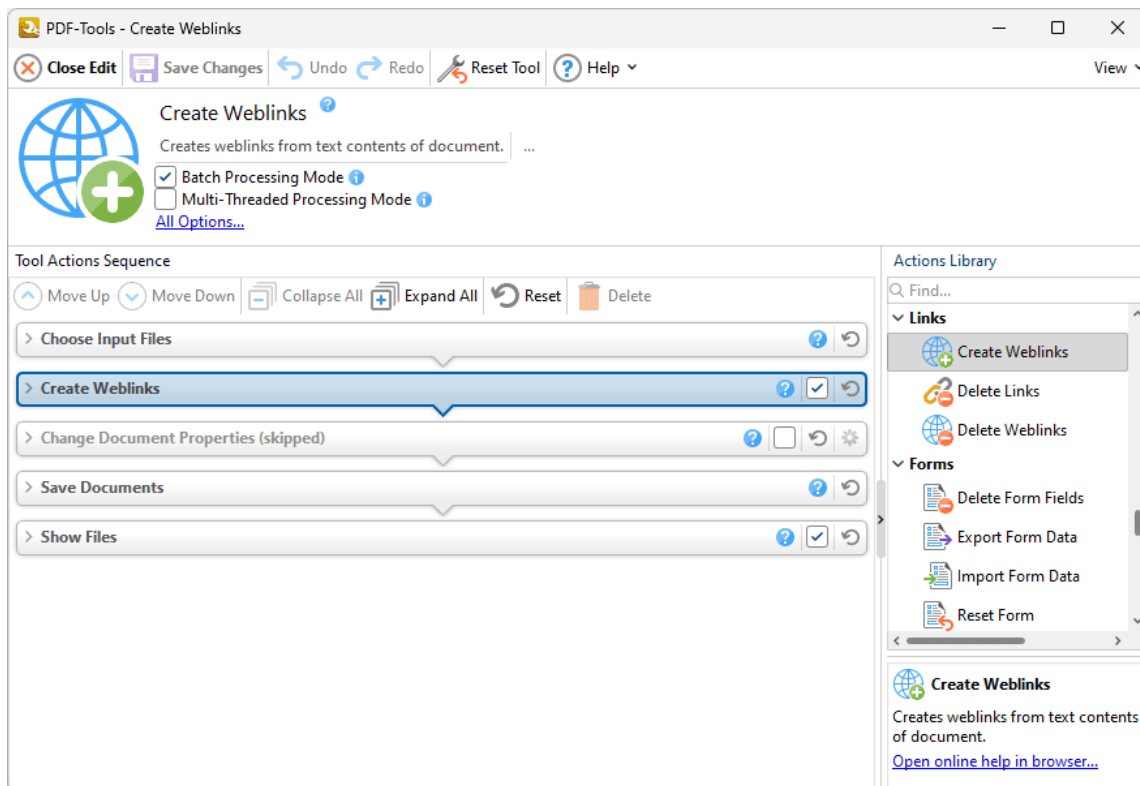 PDF-Tools - Create Weblinks
Close Edit Save Changes Undo Redo Reset Tool Help View
Create Weblinks
Creates weblinks from text contents of document. ...
Batch Processing Mode
Multi-Threaded Processing Mode
All Options...
Tool Actions Sequence
Move Up Move Down Collapse All Expand All Reset Delete
Choose Input Files
Create Weblinks
Change Document Properties (skipped)
Save Documents
Show Files
Actions Library
Find...
Links
Create Weblinks
Delete Links
Delete Weblinks
Forms
Delete Form Fields
Export Form Data
Import Form Data
Reset Form
Create Weblinks
Creates weblinks from text contents
of document.
Open online help in browser...